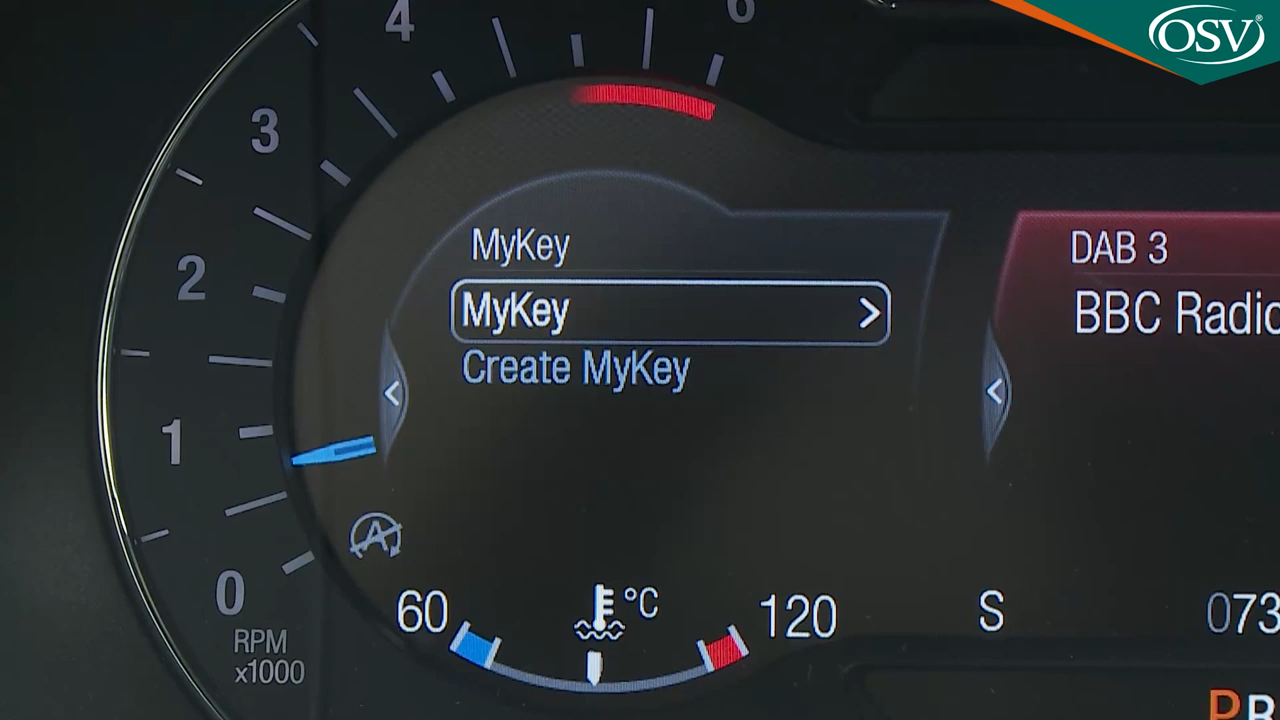 OSV®
6
4
3
2
1
0
RPM
x1000
MyKey
MyKey >
Create MyKey
<
<
DAB 3
BBC Radio
A
60
°C
120
S
073
P R